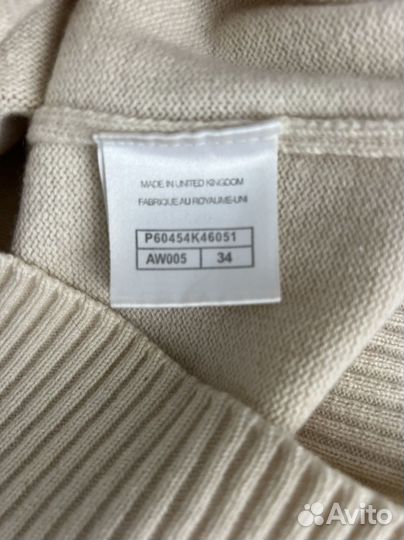 MADE IN UNITED KINGDOM
FABRIQUE AU ROYAUME-UNI
P60454K46051
AW005 34
Avito